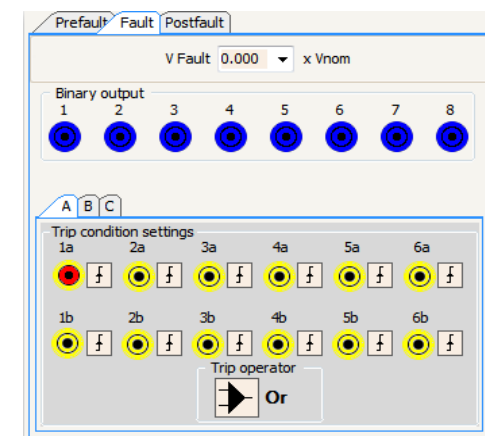 Prefault Fault Postfault
V Fault 0.000 x Vnom
Binary output
1 2 3 4 5 6 7 8
A B C
Trip condition settings
1a 2a 3a 4a 5a 6a
1b 2b 3b 4b 5b 6b
Trip operator
Or